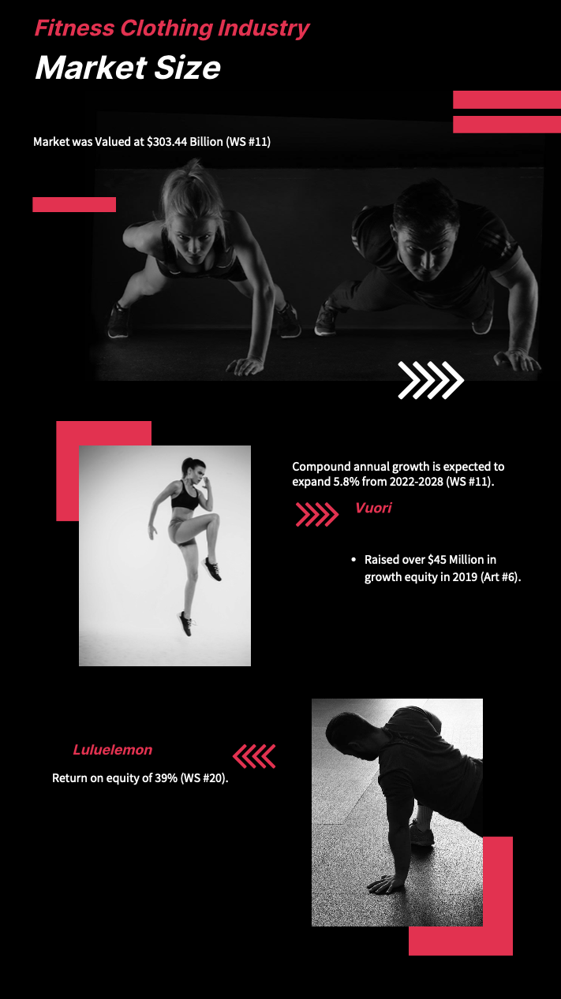 Fitness Clothing Industry
Market Size
Market was Valued at $303.44 Billion (WS #11)
Compound annual growth is expected to
expand 5.8% from 2022-2028 (WS #11).
Vuori
• Raised over $45 Million in
growth equity in 2019 (Art #6).
Luluelemon
Return on equity of 39% (WS #20).